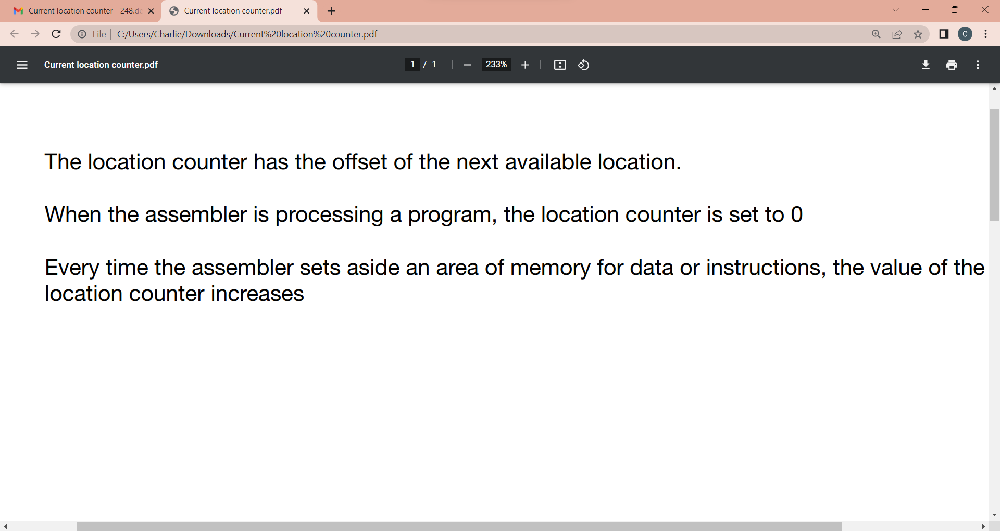 Current location counter - 248.de
Current location counter.pdf
File
C:/Users/Charlie/Downloads/Current%20location%20counter.pdf
C
Current location counter.pdf
1 / 1
233%
The location counter has the offset of the next available location.
When the assembler is processing a program, the location counter is set to 0
Every time the assembler sets aside an area of memory for data or instructions, the value of the
location counter increases